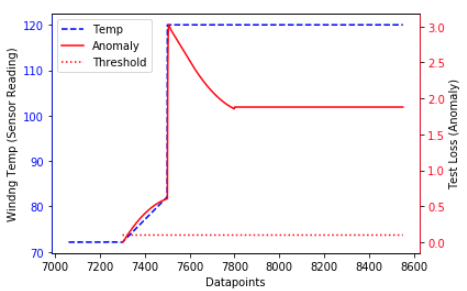 Temp
Anomaly
Threshold
120
110
100
90
80
70
Winding Temp (Sensor Reading)
3.0
2.5
2.0
1.5
1.0
0.5
0.0
Test Loss (Anomaly)
7000 7200 7400 7600 7800 8000 8200 8400 8600
Datapoints